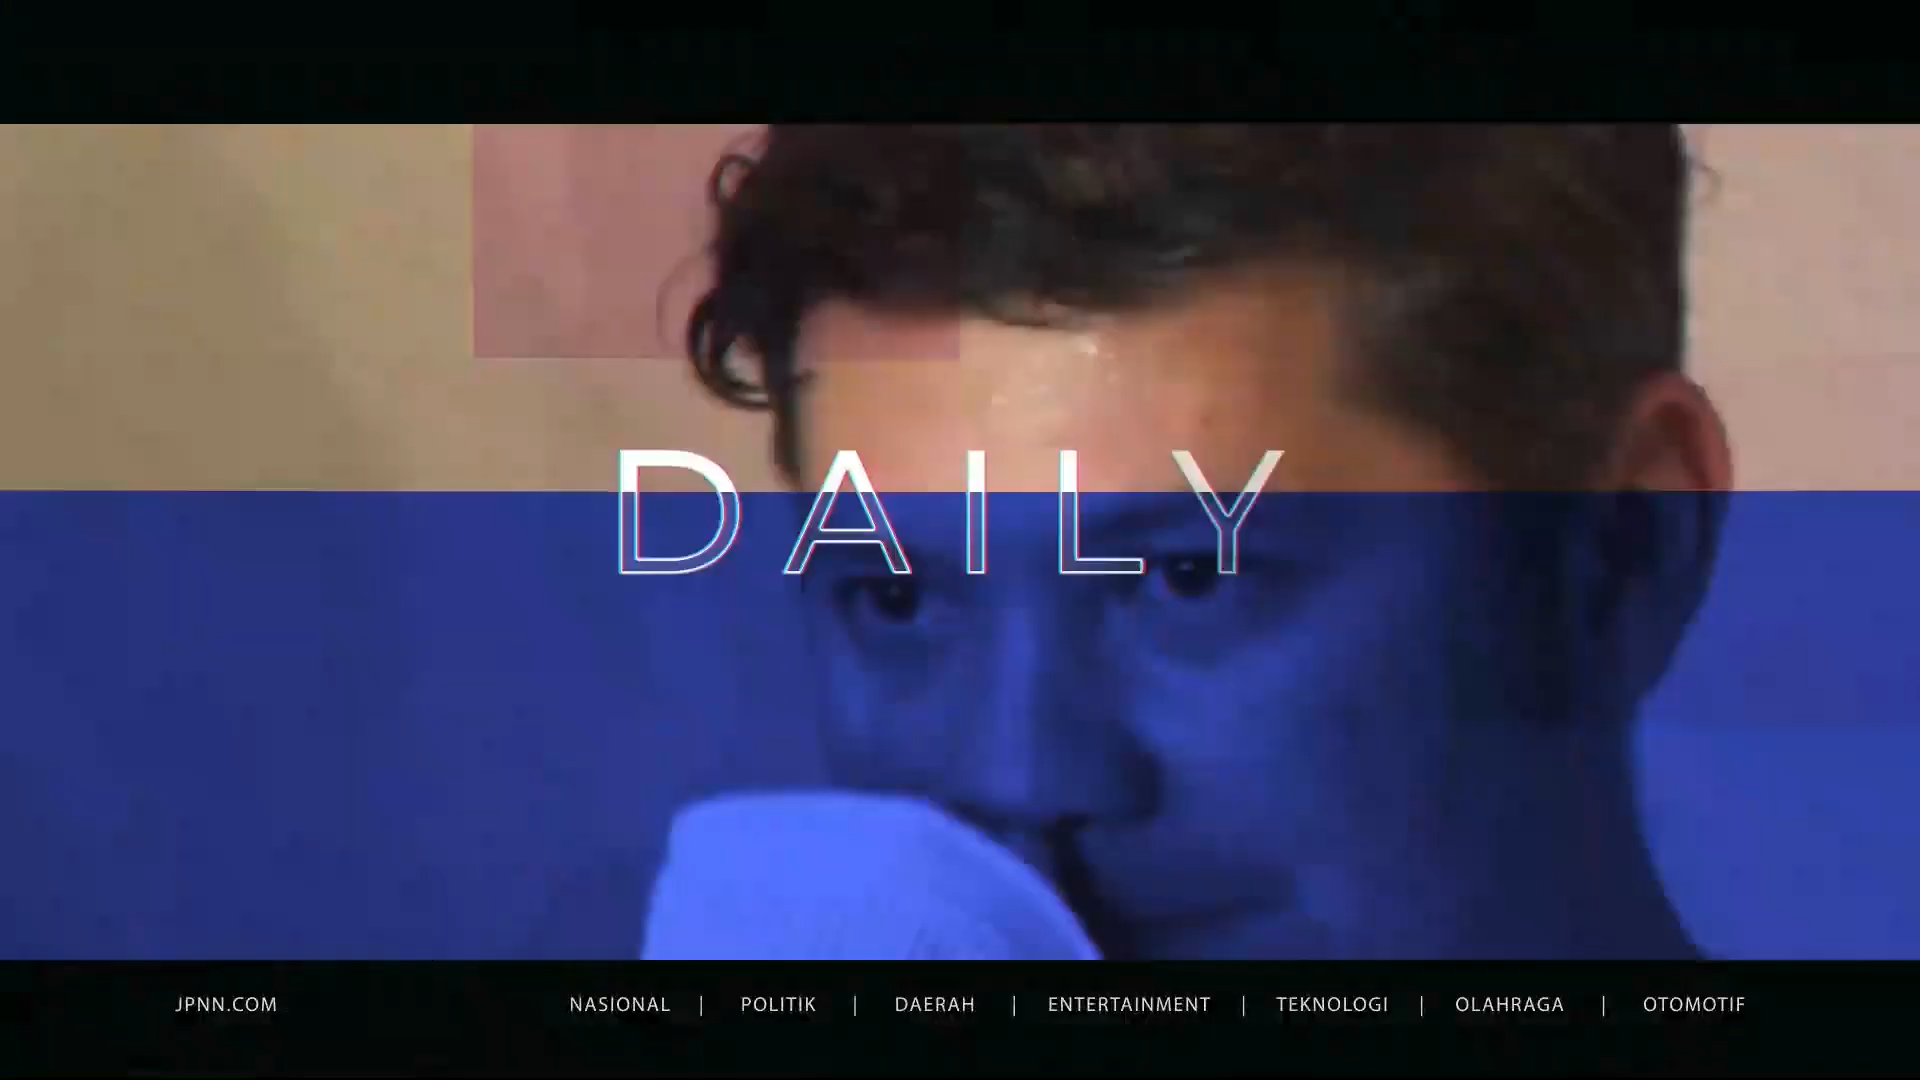 DAILY
JPNN.COM NASIONAL | POLITIK | DAERAH | ENTERTAINMENT | TEKNOLOGI | OLAHRAGA | OTOMOTIF